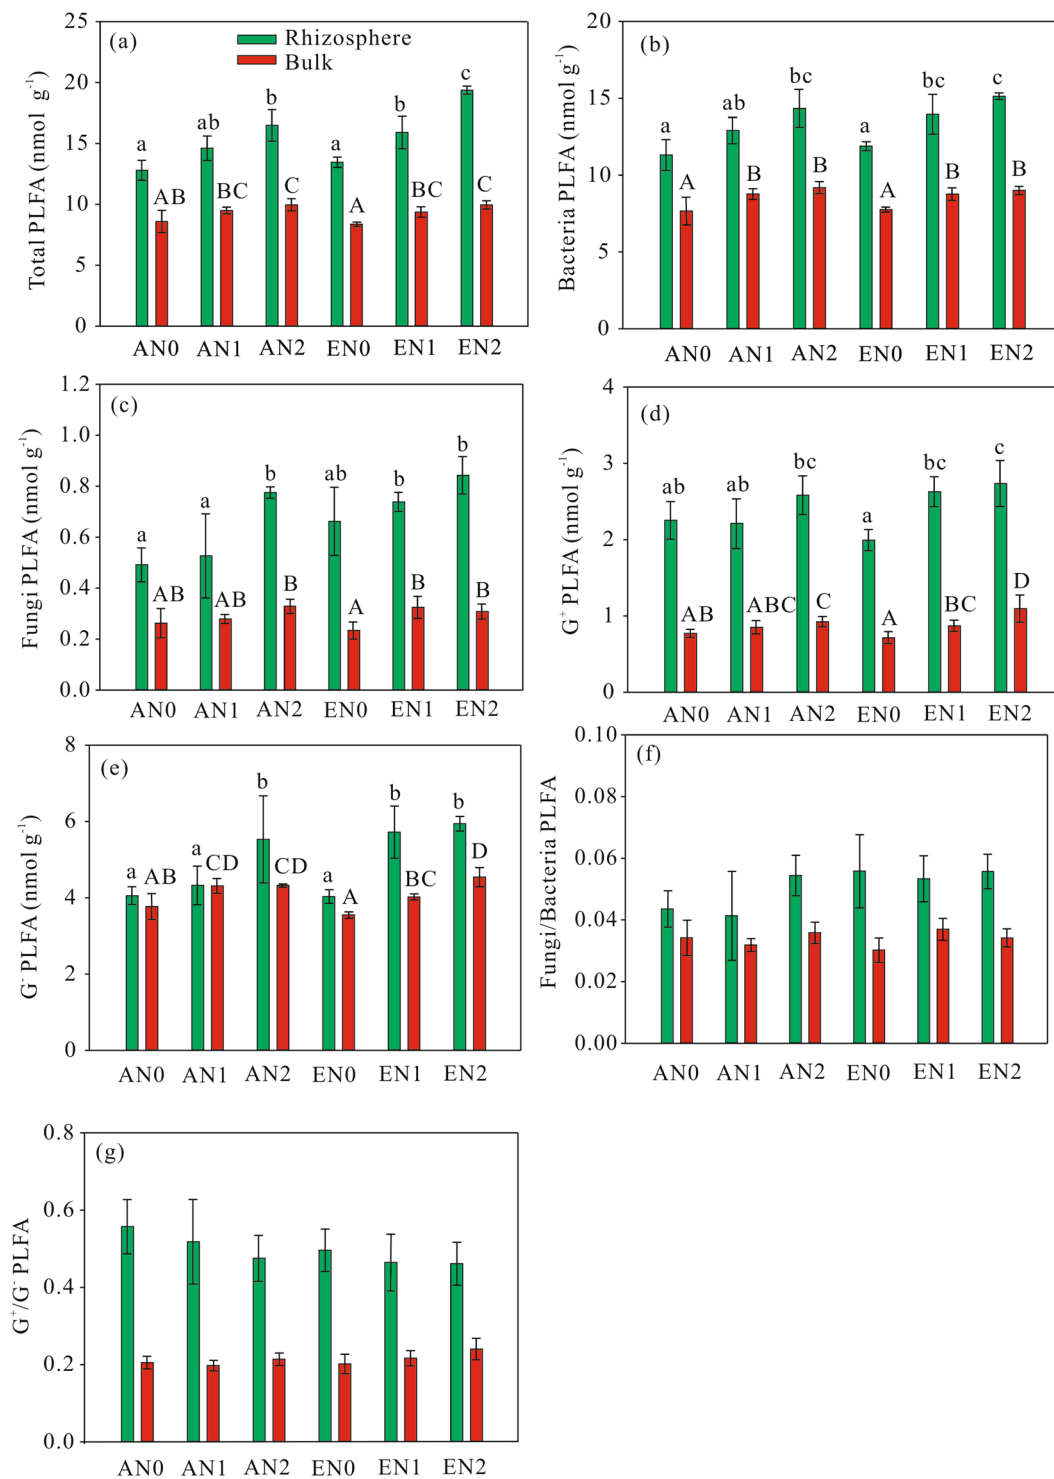 (a)
Rhizosphere
Bulk
Total PLFA (nmol g⁻¹)
25
20
15
10
5
0
a ab b a b c
AB BC C A BC C
AN0 AN1 AN2 EN0 EN1 EN2
(b)
Bacteria PLFA (nmol g⁻¹)
20
15
10
5
0
a ab bc a bc c
A B B A B B
AN0 AN1 AN2 EN0 EN1 EN2
(c)
Fungi PLFA (nmol g⁻¹)
1.2
1.0
0.8
0.6
0.4
0.2
0.0
a a b ab b b
AB AB B A B B
AN0 AN1 AN2 EN0 EN1 EN2
(d)
G⁺ PLFA (nmol g⁻¹)
4
3
2
1
0
ab ab bc a bc c
AB ABC C A BC D
AN0 AN1 AN2 EN0 EN1 EN2
(e)
G⁻ PLFA (nmol g⁻¹)
8
6
4
2
0
a a b a b b
AB CD CD A BC D
AN0 AN1 AN2 EN0 EN1 EN2
(f)
Fungi/Bacteria PLFA
0.10
0.08
0.06
0.04
0.02
0.00
AN0 AN1 AN2 EN0 EN1 EN2
(g)
G⁺/G⁻ PLFA
0.8
0.6
0.4
0.2
0.0
AN0 AN1 AN2 EN0 EN1 EN2